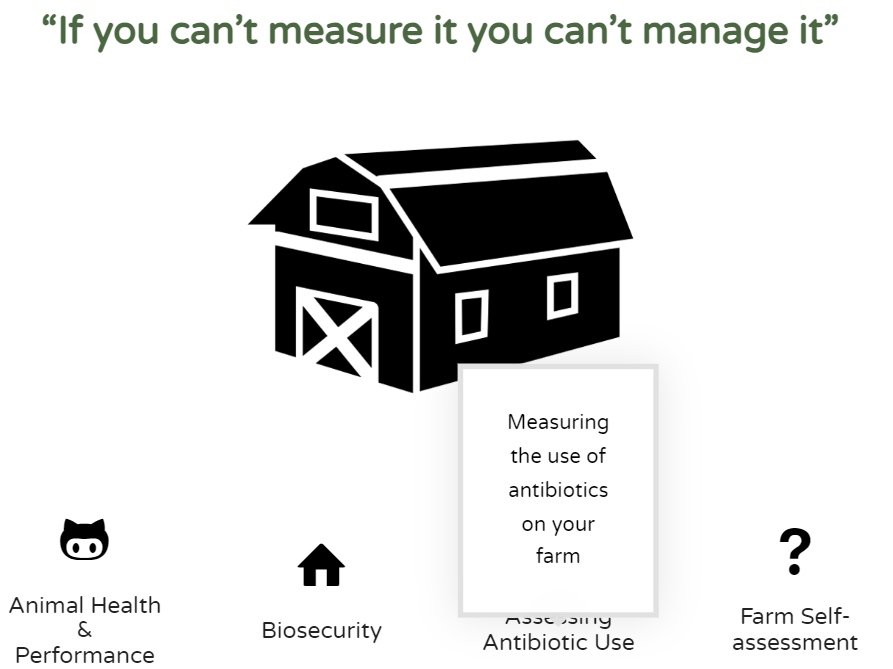 “If you can’t measure it you can’t manage it”
Measuring
the use of
antibiotics
on your
farm
Animal Health
&
Performance
Biosecurity
Assessing
Antibiotic Use
?
Farm Self-
assessment